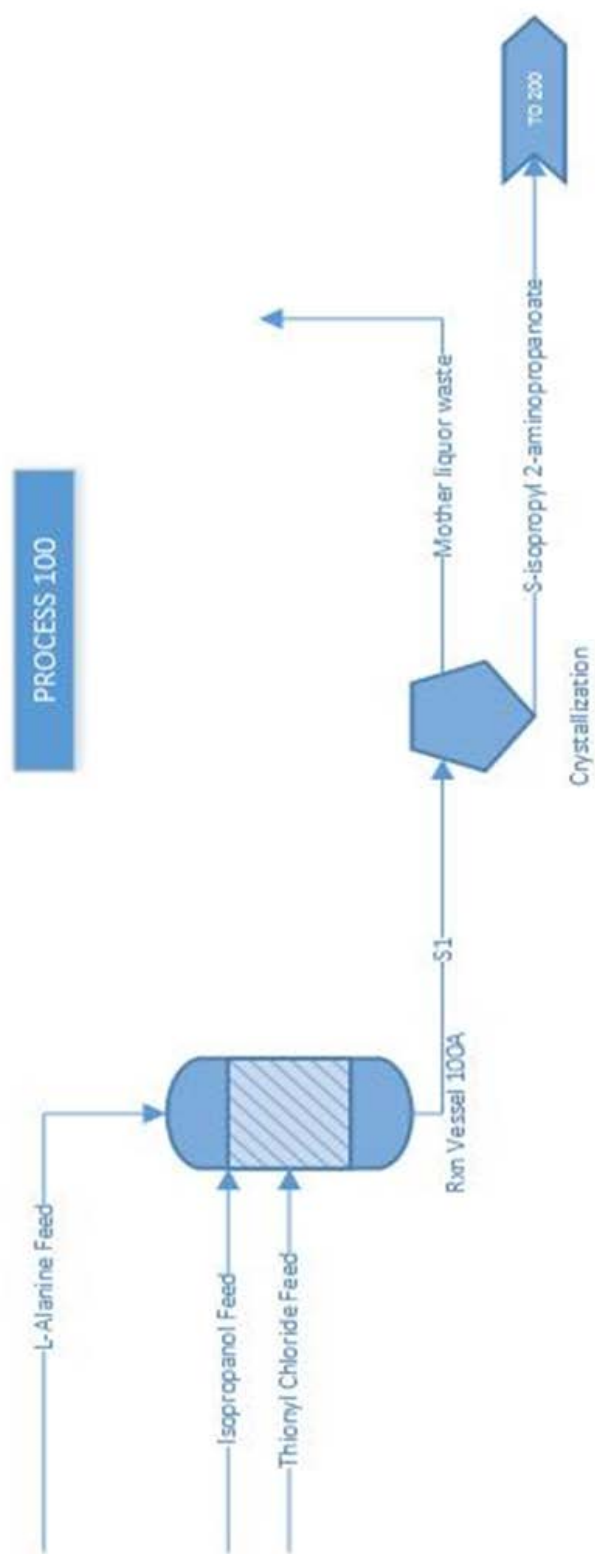 PROCESS 100
L-Alanine Feed
Isopropanol Feed
Thionyl Chloride Feed
Rxn Vessel 100A
S1
Crystallization
Mother liquor waste
S-isopropyl 2-aminopropanoate
TO 200